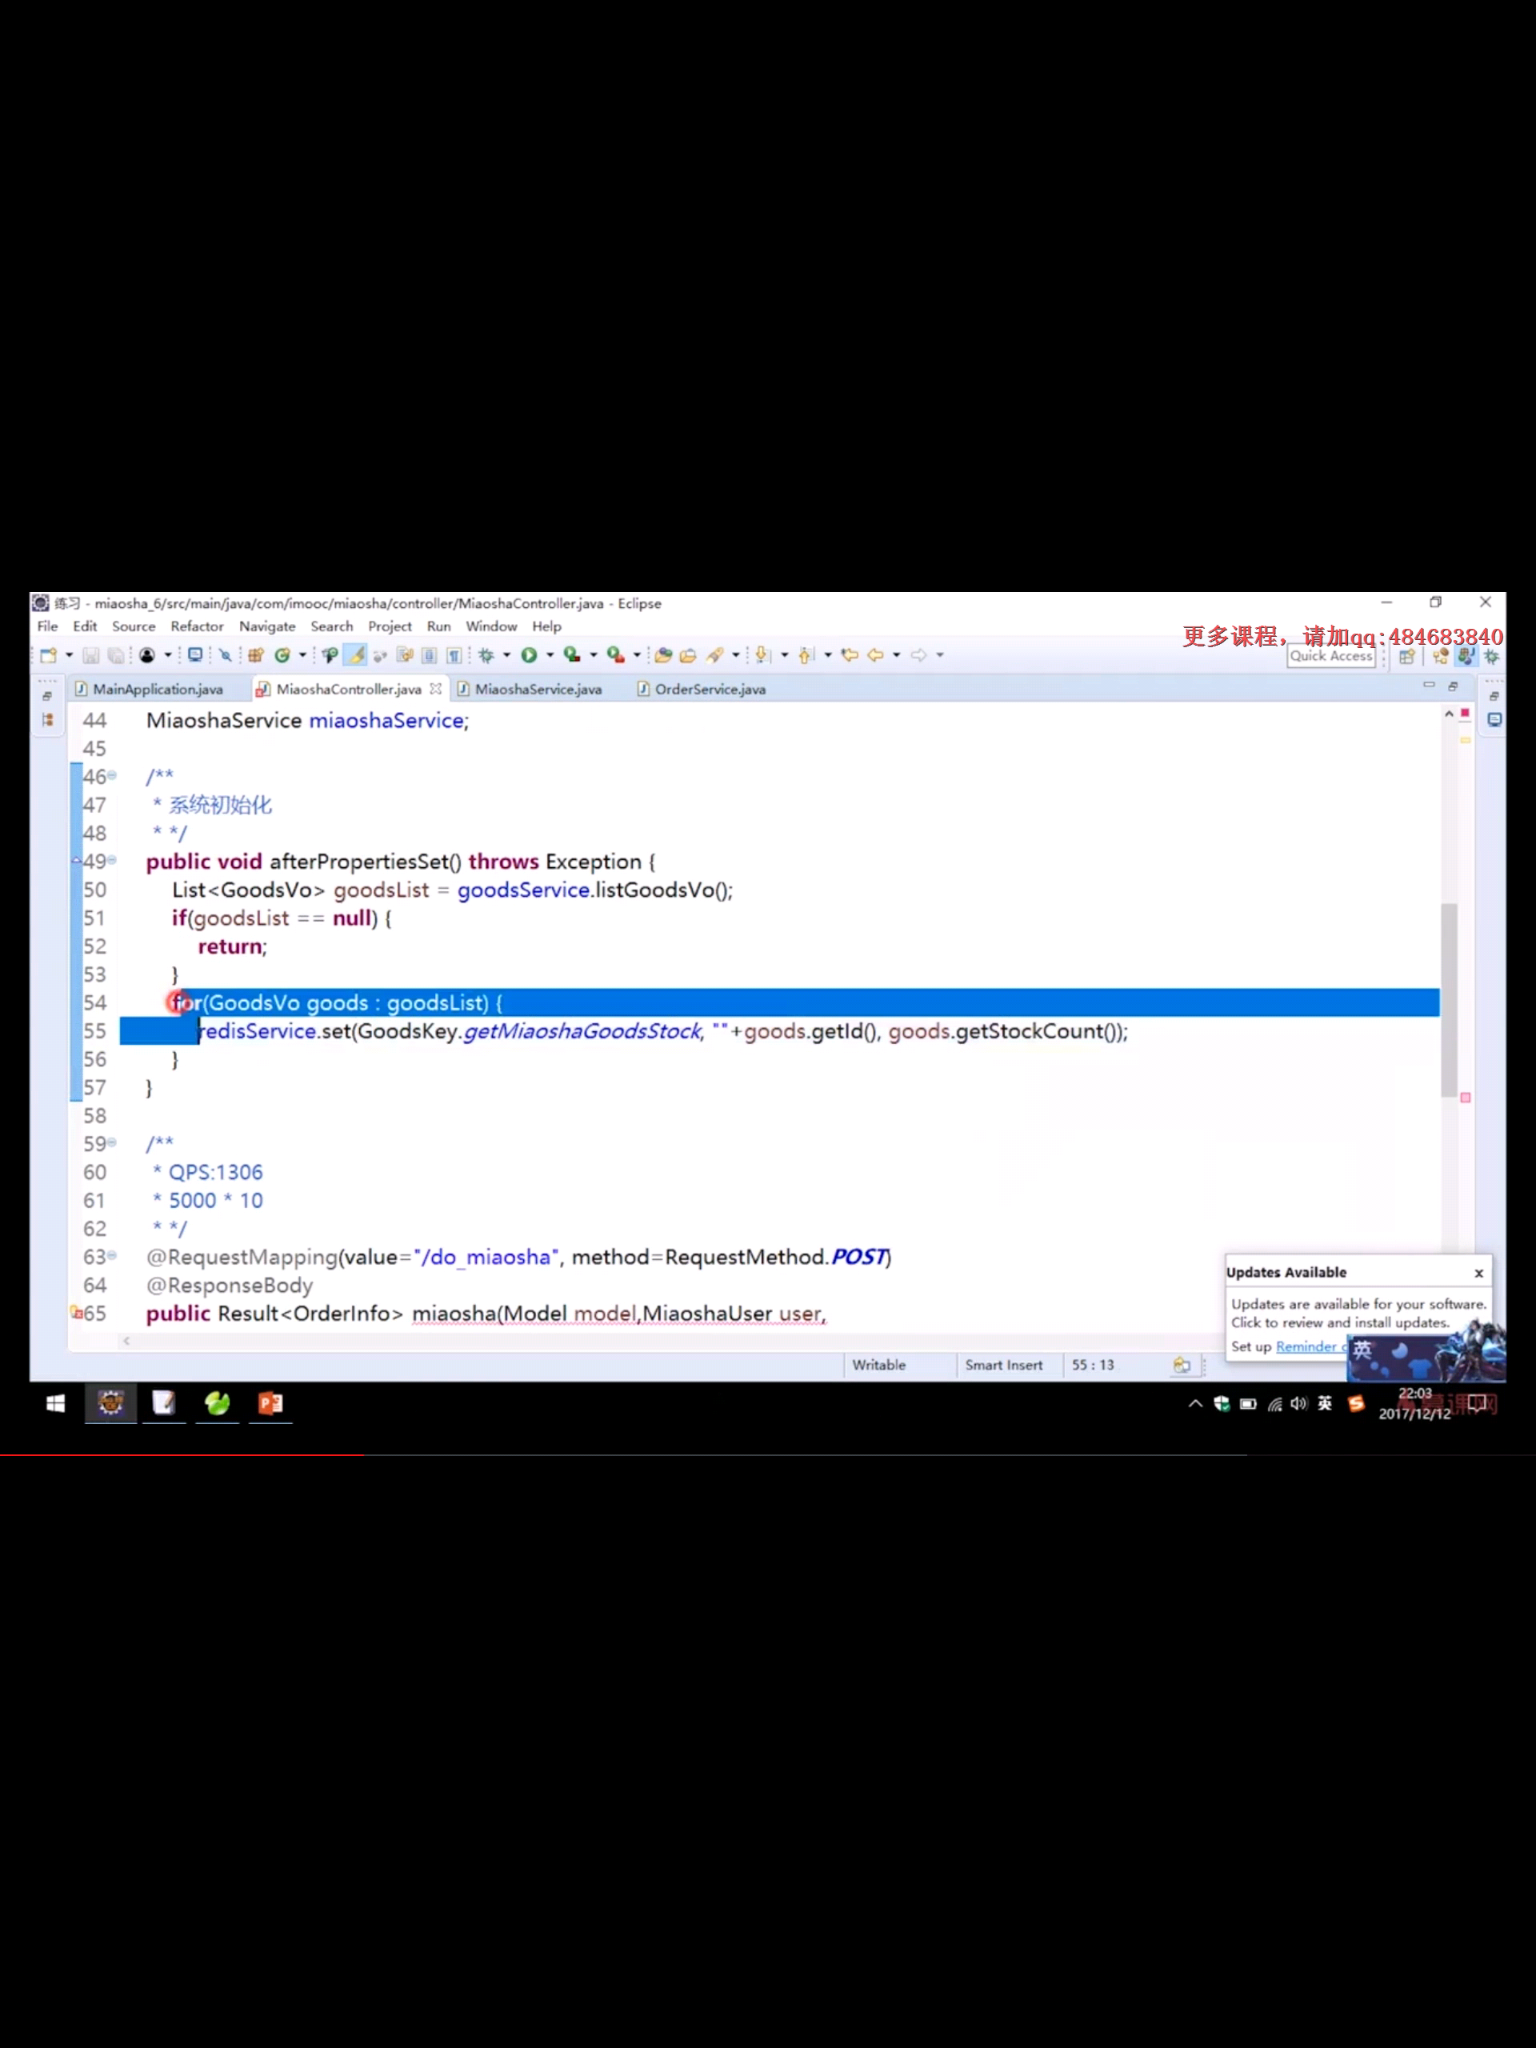 练习 - miaosha_6/src/main/java/com/imooc/miaosha/controller/MiaoshaController.java - Eclipse
File Edit Source Refactor Navigate Search Project Run Window Help
更多课程，请加qq:484683840
Quick Access
MainApplication.java MiaoshaController.java MiaoshaService.java OrderService.java
44 MiaoshaService miaoshaService;
45
46 /**
47 * 系统初始化
48 * */
49 public void afterPropertiesSet() throws Exception {
50 List<GoodsVo> goodsList = goodsService.listGoodsVo();
51 if(goodsList == null) {
52 return;
53 }
54 for(GoodsVo goods : goodsList) {
55 redisService.set(GoodsKey.getMiaoshaGoodsStock, ""+goods.getId(), goods.getStockCount());
56 }
57 }
58
59 /**
60 * QPS:1306
61 * 5000 * 10
62 * */
63 @RequestMapping(value="/do_miaosha", method=RequestMethod.POST)
64 @ResponseBody
65 public Result<OrderInfo> miaosha(Model model,MiaoshaUser user,
Updates Available x
Updates are available for your software.
Click to review and install updates.
Set up Reminder
英
Writable Smart Insert 55 : 13
英
22:03
2017/12/12
慕课网